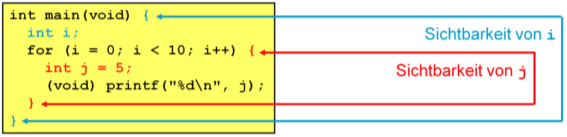 int main(void) {
int i;
for (i = 0; i < 10; i++) {
int j = 5;
(void) printf("%d\n", j);
}
}
Sichtbarkeit von i
Sichtbarkeit von j